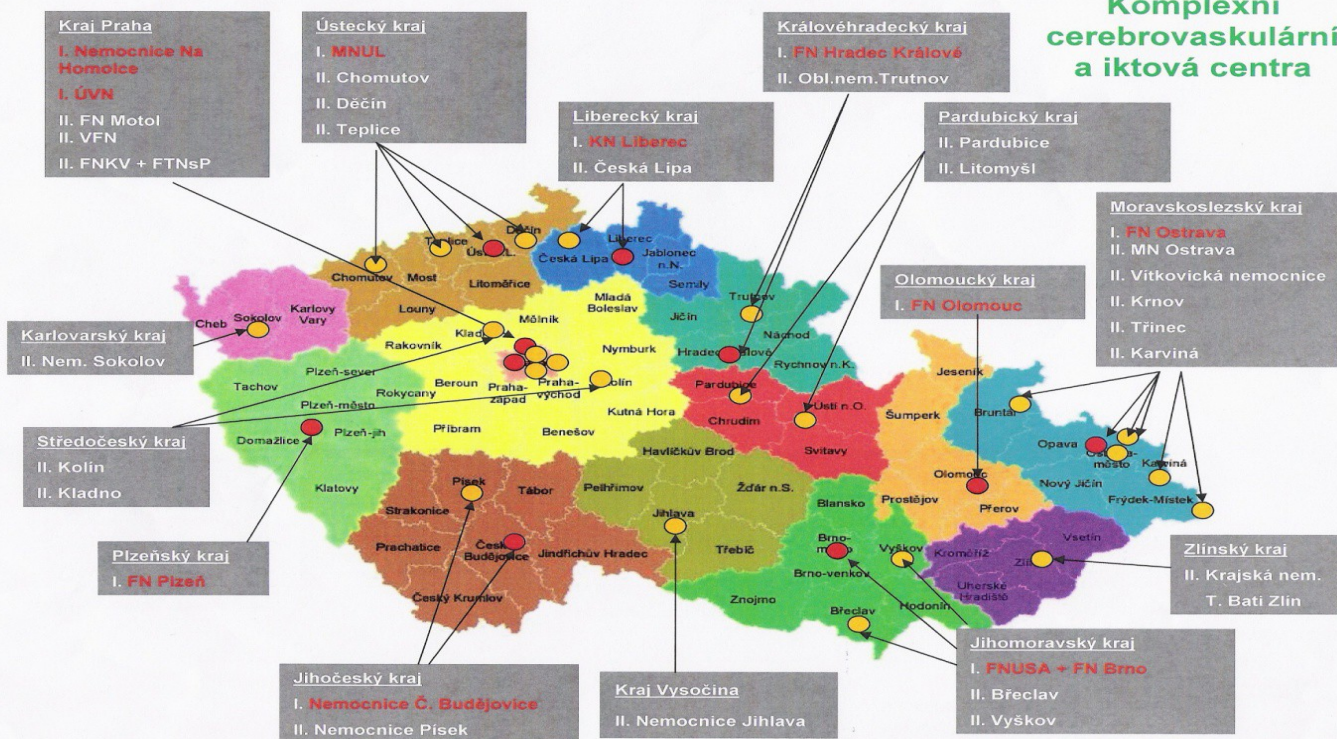 Komplexní
cerebrovaskulární
a iktová centra
Kraj Praha
I. Nemocnice Na
Homolce
I. ÚVN
II. FN Motol
II. VFN
II. FNKV + FTNsP
Ústecký kraj
I. MNUL
II. Chomutov
II. Děčín
II. Teplice
Liberecký kraj
I. KN Liberec
II. Česká Lípa
Královéhradecký kraj
I. FN Hradec Králové
II. Obl.nem.Trutnov
Pardubický kraj
II. Pardubice
II. Litomyšl
Moravskoslezský kraj
I. FN Ostrava
II. MN Ostrava
II. Vítkovická nemocnice
II. Krnov
II. Třinec
II. Karviná
Olomoucký kraj
I. FN Olomouc
Karlovarský kraj
II. Nem. Sokolov
Středočeský kraj
II. Kolín
II. Kladno
Plzeňský kraj
I. FN Plzeň
Jihočeský kraj
I. Nemocnice Č. Budějovice
II. Nemocnice Písek
Kraj Vysočina
II. Nemocnice Jihlava
Jihomoravský kraj
I. FNUSA + FN Brno
II. Břeclav
II. Vyškov
Zlínský kraj
II. Krajská nem.
T. Bati Zlín
Chomutov
Most
Louny
Litoměřice
Česká Lípa
Liberec
Jablonec
n.N.
Semily
Cheb
Sokolov
Karlovy
Vary
Mladá
Boleslav
Mělník
Rakovník
Nymburk
Beroun
Praha-
západ
Praha-
východ
Kutná Hora
Příbram
Benešov
Jičín
Náchod
Rychnov n.K.
Tachov
Plzeň-sever
Rokycany
Plzeň-město
Domažlice
Plzeň-jih
Klatovy
Pardubice
Chrudim
Ústí n.O.
Svitavy
Jeseník
Šumperk
Olomouc
Prostějov
Přerov
Bruntál
Opava
Nový Jičín
Karviná
Frýdek-Místek
Písek
Tábor
Strakonice
Prachatice
Budějovice
Jindřichův Hradec
Český Krumlov
Havlíčkův Brod
Pelhřimov
Žďár n.S.
Jihlava
Třebíč
Blansko
Vyškov
Brno-venkov
Znojmo
Břeclav
Hodonín
Kroměříž
Vsetín
Uherské
Hradiště